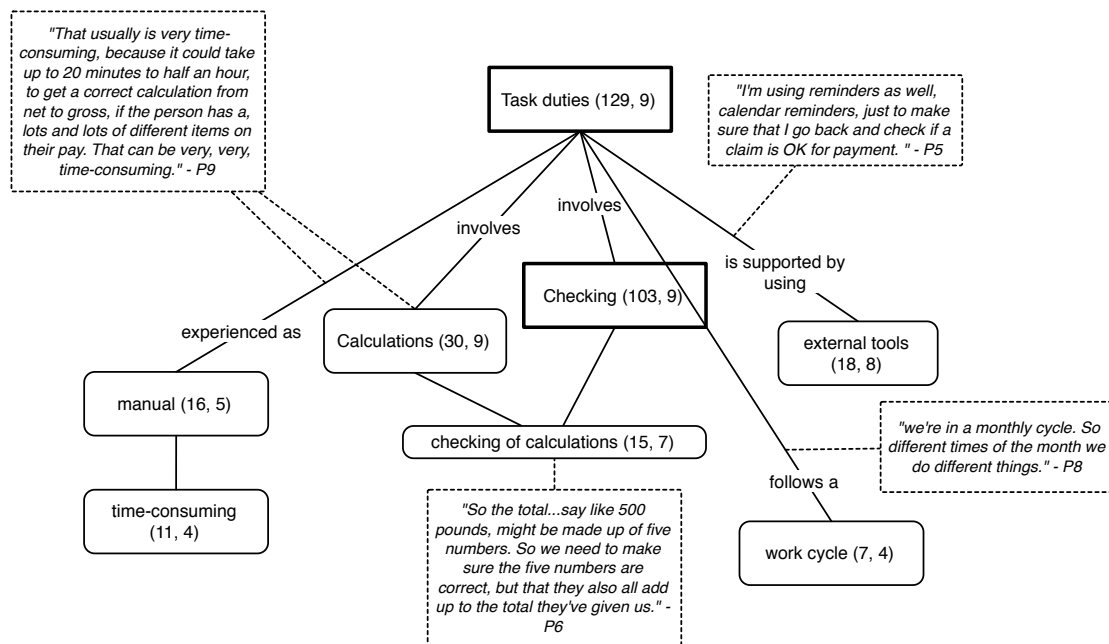 "That usually is very time-
consuming, because it could take
up to 20 minutes to half an hour,
to get a correct calculation from
net to gross, if the person has a,
lots and lots of different items on
their pay. That can be very, very,
time-consuming." - P9
Task duties (129, 9)
"I'm using reminders as well,
calendar reminders, just to make
sure that I go back and check if a
claim is OK for payment. " - P5
involves
involves
is supported by
using
Checking (103, 9)
experienced as
Calculations (30, 9)
external tools
(18, 8)
manual (16, 5)
checking of calculations (15, 7)
"we're in a monthly cycle. So
different times of the month we
do different things." - P8
follows a
time-consuming
(11, 4)
"So the total...say like 500
pounds, might be made up of five
numbers. So we need to make
sure the five numbers are
correct, but that they also all add
up to the total they've given us." -
P6
work cycle (7, 4)